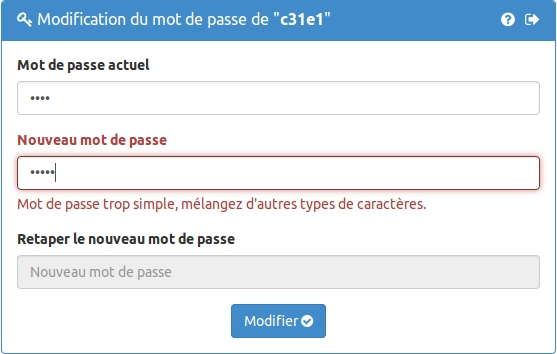 Modification du mot de passe de "c31e1"
Mot de passe actuel
••••
Nouveau mot de passe
•••••
Mot de passe trop simple, mélangez d'autres types de caractères.
Retaper le nouveau mot de passe
Nouveau mot de passe
Modifier